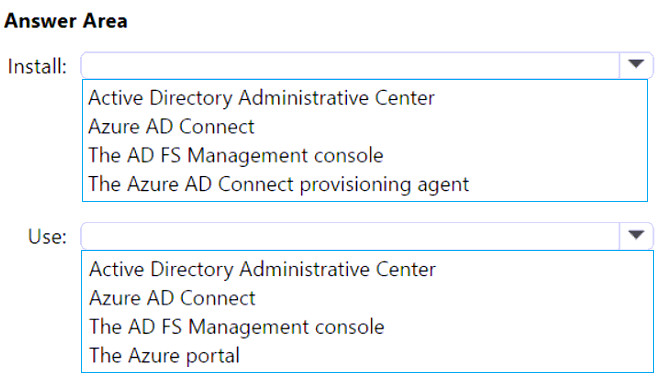 Answer Area
Install:
Active Directory Administrative Center
Azure AD Connect
The AD FS Management console
The Azure AD Connect provisioning agent
Use:
Active Directory Administrative Center
Azure AD Connect
The AD FS Management console
The Azure portal